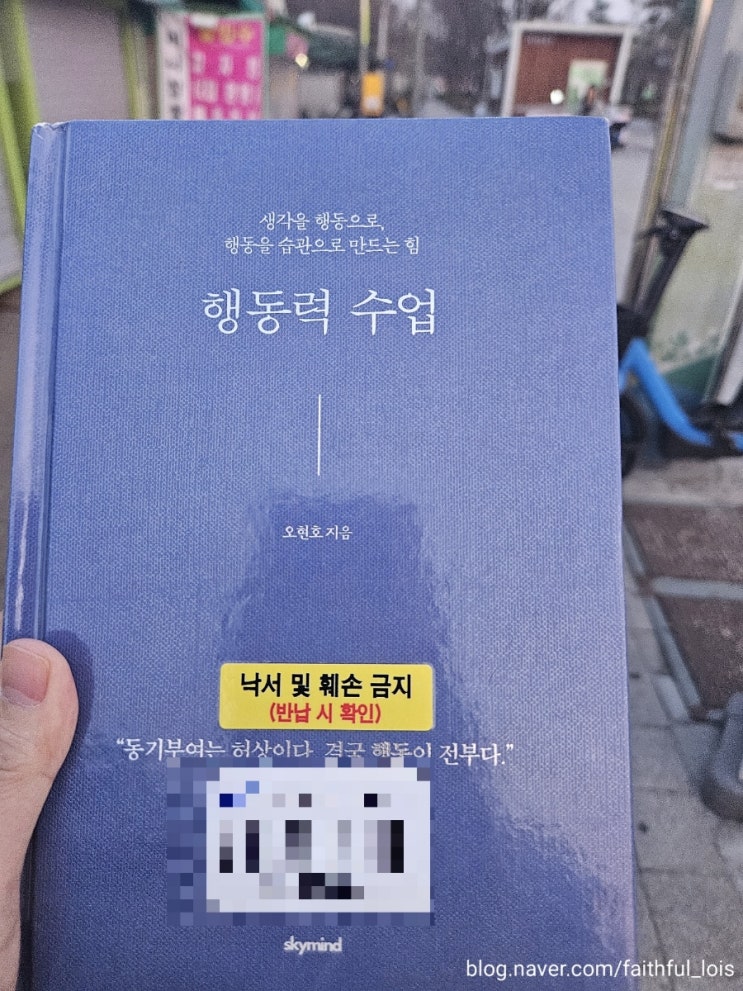 생각을 행동으로,
행동을 습관으로 만드는 힘
행동력 수업
오현호 지음
낙서 및 훼손 금지
(반납 시 확인)
“동기부여는 허상이다. 결국 행동이 전부다.”
skymind
blog.naver.com/faithful_lois